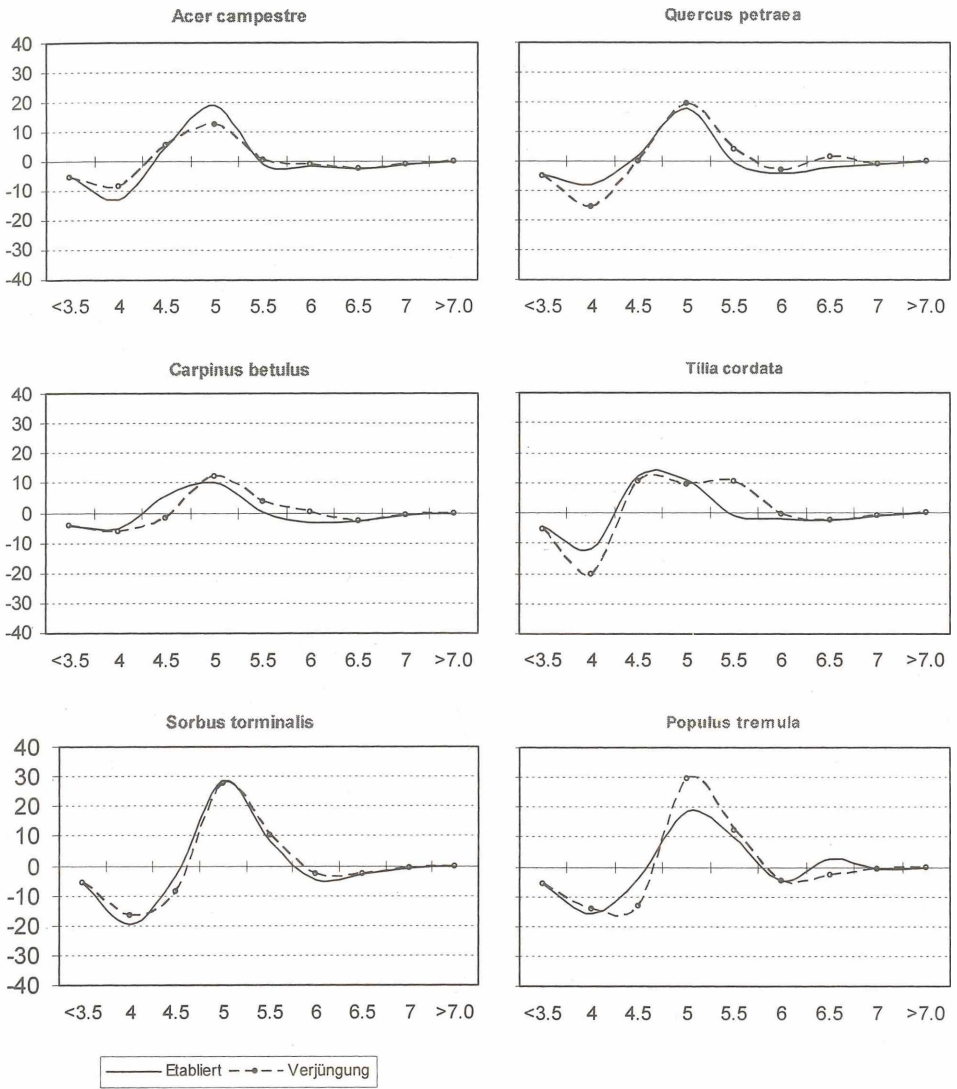 Acer campestre
Quercus petraea
40
30
20
10
0
-10
-20
-30
-40
<3.5 4 4.5 5 5.5 6 6.5 7 >7.0
<3.5 4 4.5 5 5.5 6 6.5 7 >7.0
Carpinus betulus
Tilia cordata
40
30
20
10
0
-10
-20
-30
-40
<3.5 4 4.5 5 5.5 6 6.5 7 >7.0
<3.5 4 4.5 5 5.5 6 6.5 7 >7.0
Sorbus torminalis
Populus tremula
40
30
20
10
0
-10
-20
-30
-40
<3.5 4 4.5 5 5.5 6 6.5 7 >7.0
<3.5 4 4.5 5 5.5 6 6.5 7 >7.0
Etabliert Verjüngung